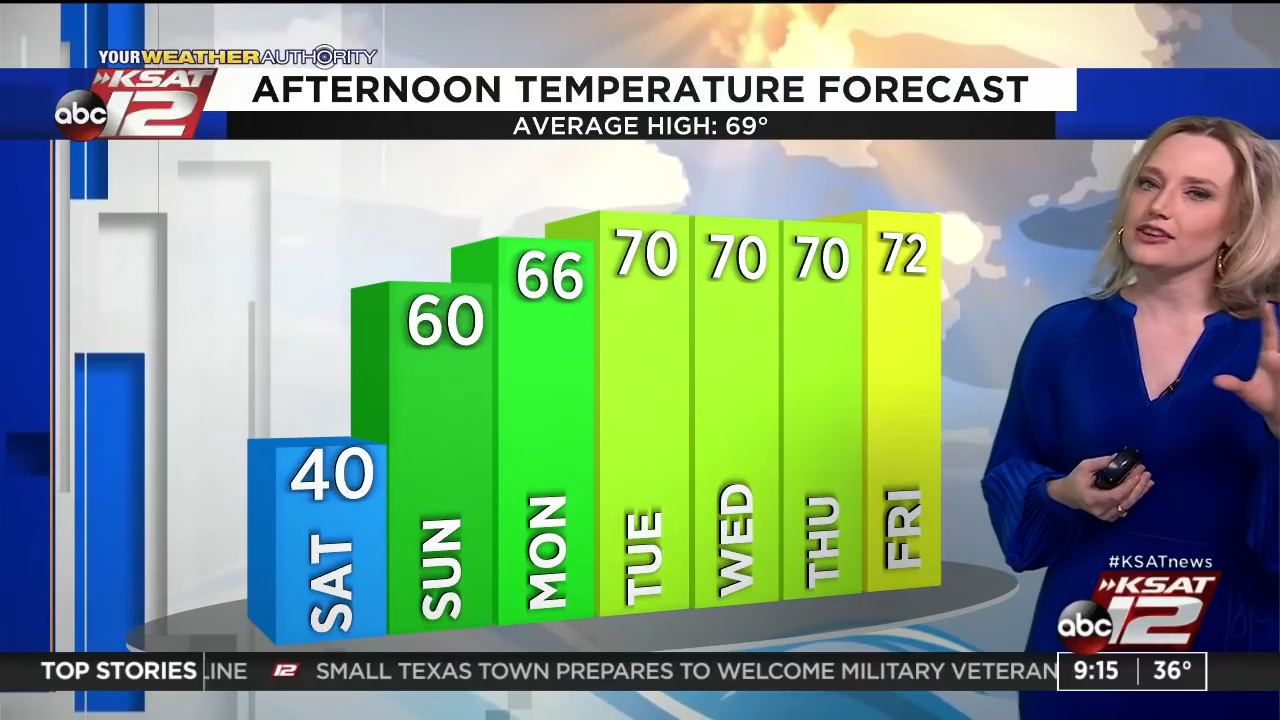 YOURWEATHERAUTHORITY
KSAT
abc 12
AFTERNOON TEMPERATURE FORECAST
AVERAGE HIGH: 69°
40
60
66
70
70
70
72
SAT
SUN
MON
TUE
WED
THU
FRI
#KSATnews
KSAT
abc 12
TOP STORIES
LINE 12 SMALL TEXAS TOWN PREPARES TO WELCOME MILITARY VETERAN
9:15 36°